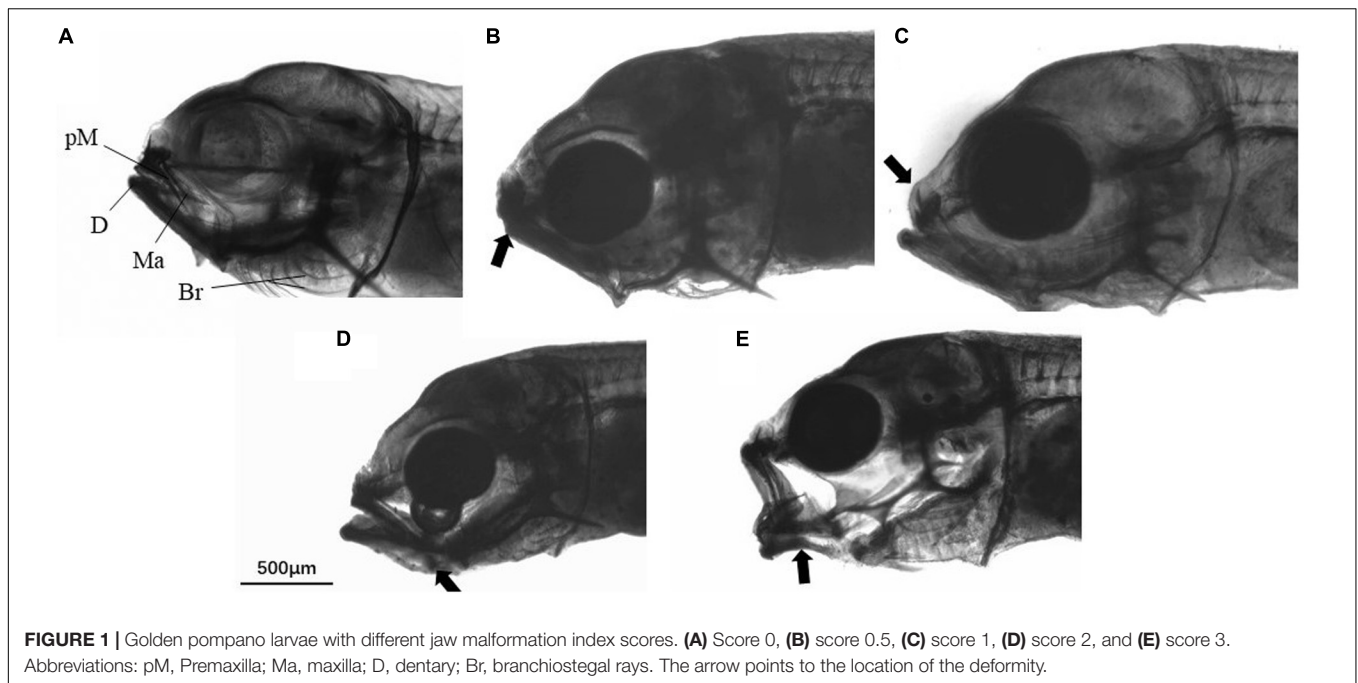 A
B
C
pM
D
Ma
Br
D
E
500μm
FIGURE 1 | Golden pompano larvae with different jaw malformation index scores. (A) Score 0, (B) score 0.5, (C) score 1, (D) score 2, and (E) score 3.
Abbreviations: pM, Premaxilla; Ma, maxilla; D, dentary; Br, branchiostegal rays. The arrow points to the location of the deformity.